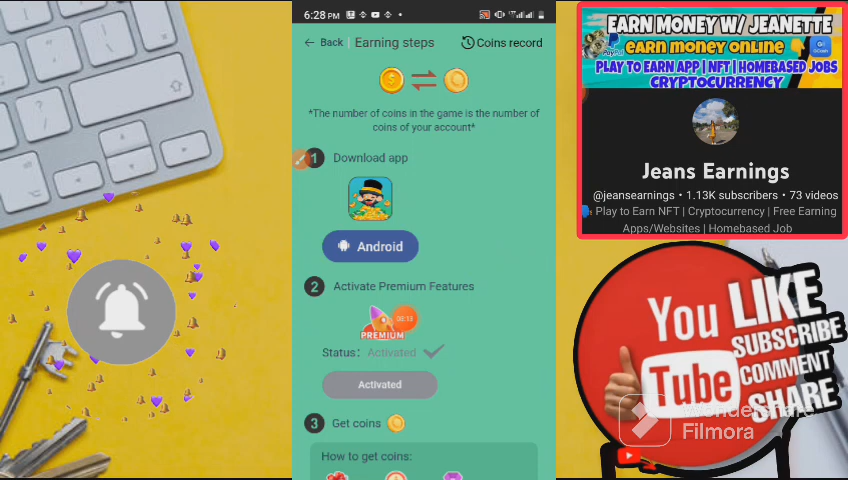 6:28PM
Back | Earning steps
Coins record
*The number of coins in the game is the number of
coins of your account*
1 Download app
Android
2 Activate Premium Features
PREMIUM
Status: Activated
Activated
3 Get coins
How to get coins:
EARN MONEY W/ JEANETTE
PayPal
earn money online
GCash
PLAY TO EARN APP | NFT | HOMEBASED JOBS
CRYPTOCURRENCY
Jeans Earnings
@jeansearnings • 1.13K subscribers • 73 videos
Play to Earn NFT | Cryptocurrency | Free Earning
Apps/Websites | Homebased Job
You Tube
LIKE
SUBSCRIBE
COMMENT
SHARE
Wondershare
Filmora